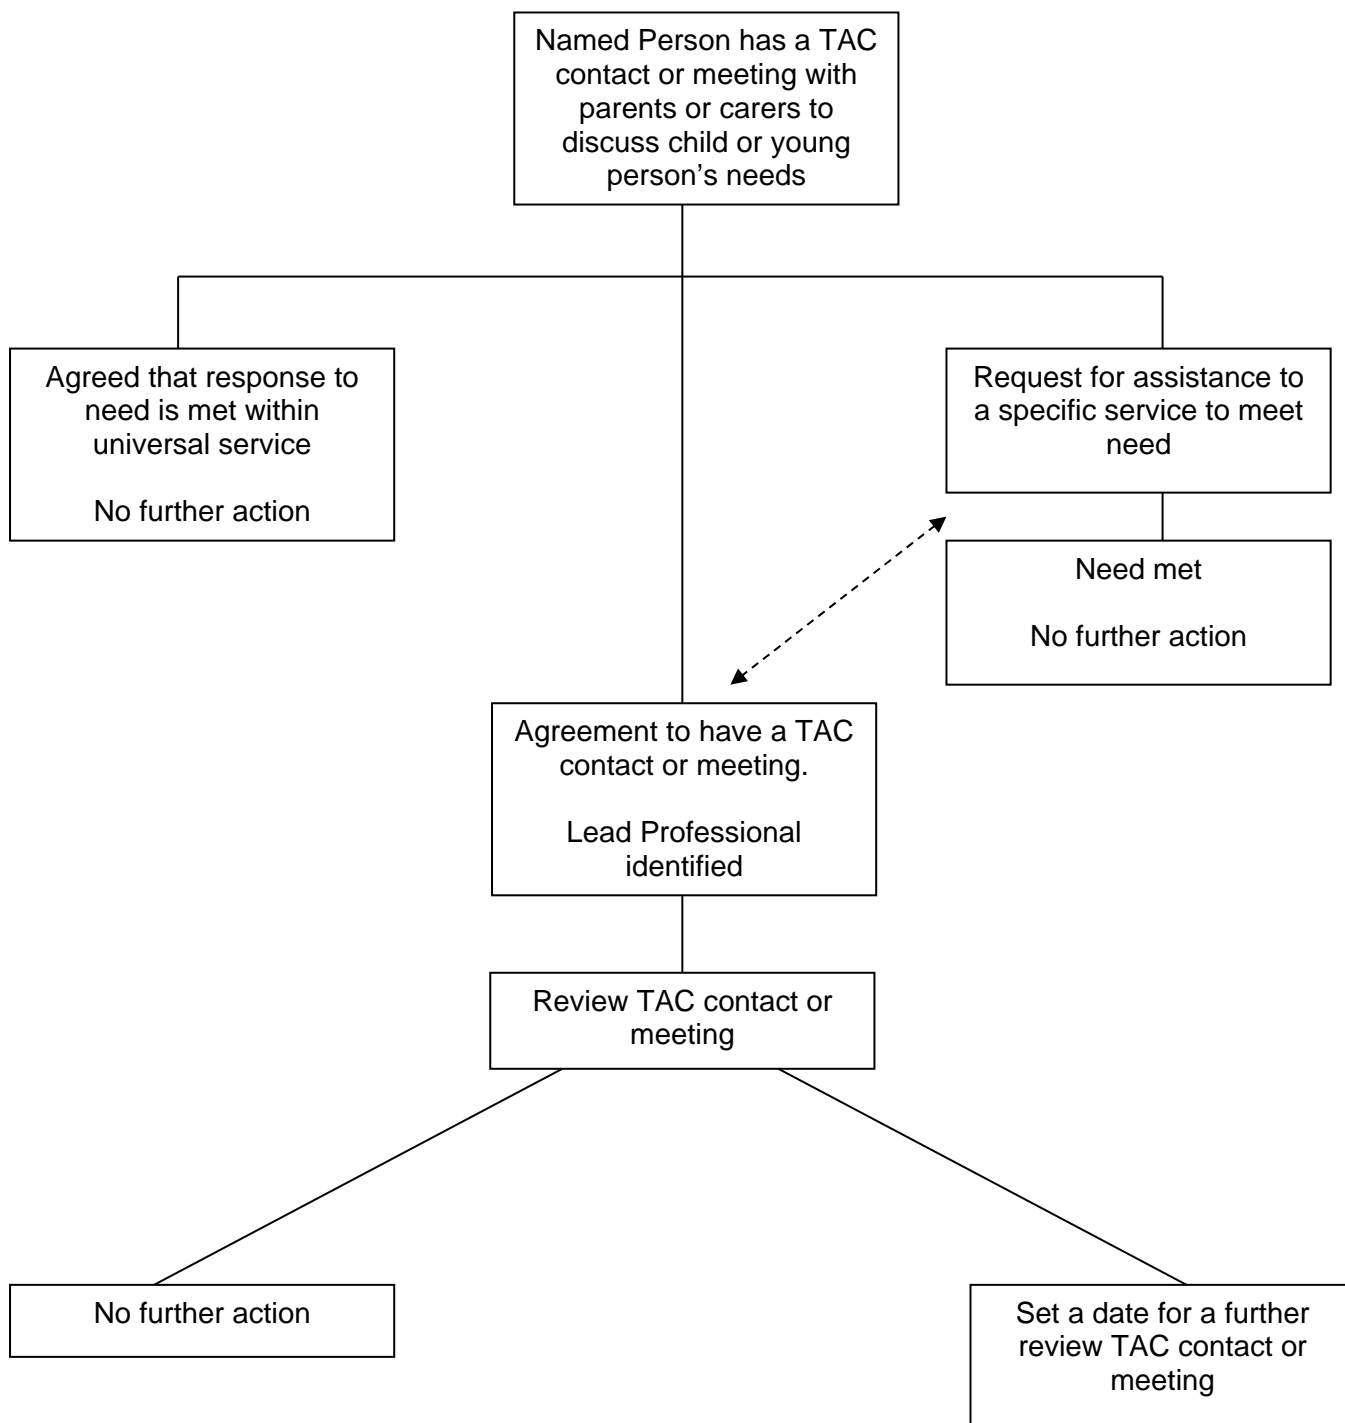 Named Person has a TAC
contact or meeting with
parents or carers to
discuss child or young
person’s needs
Agreed that response to
need is met within
universal service
No further action
Request for assistance to
a specific service to meet
need
Need met
No further action
Agreement to have a TAC
contact or meeting.
Lead Professional
identified
Review TAC contact or
meeting
No further action
Set a date for a further
review TAC contact or
meeting